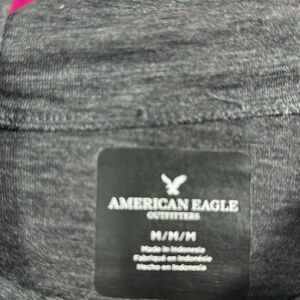 AMERICAN EAGLE
OUTFITTERS
M/M/M
Made in Indonesia
Fabriqué en Indonésie
Hecho en Indonesia